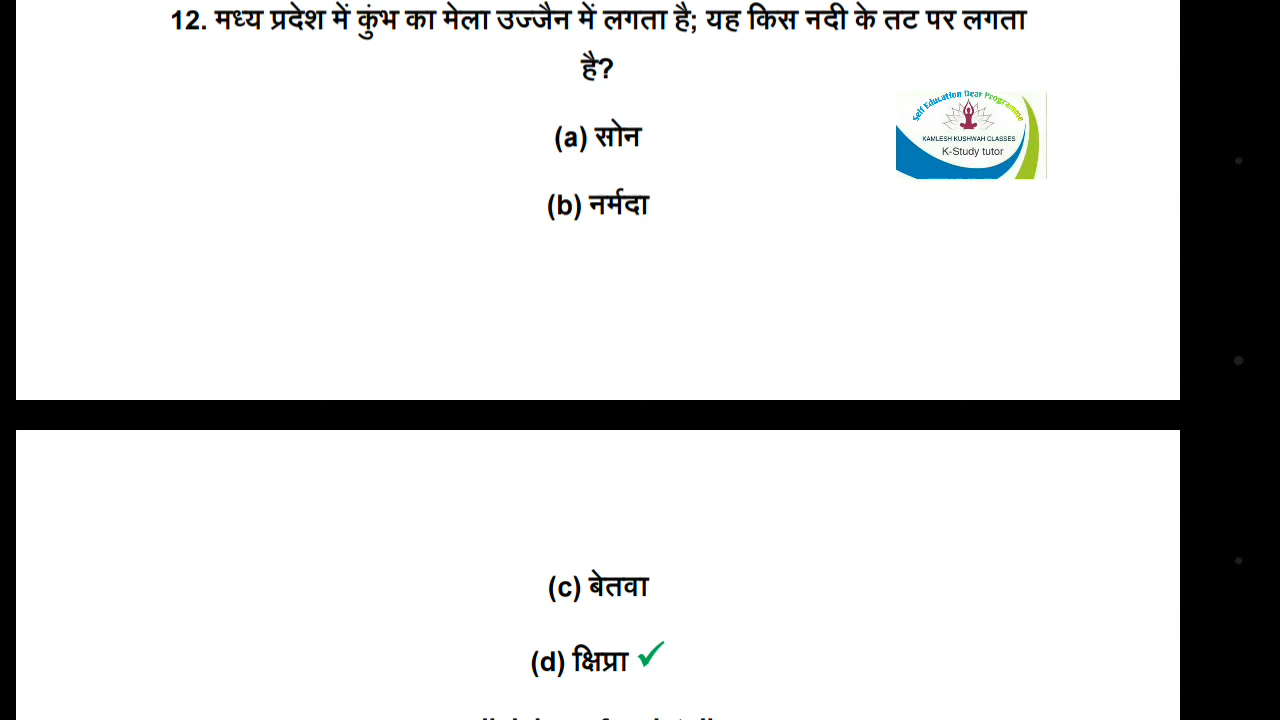 12. मध्य प्रदेश में कुंभ का मेला उज्जैन में लगता है; यह किस नदी के तट पर लगता
है?
Self Education Dear Programme
(a) सोन
KAMLESH KUSHWAH CLASSES
K-Study tutor
(b) नर्मदा
(c) बेतवा
(d) क्षिप्रा